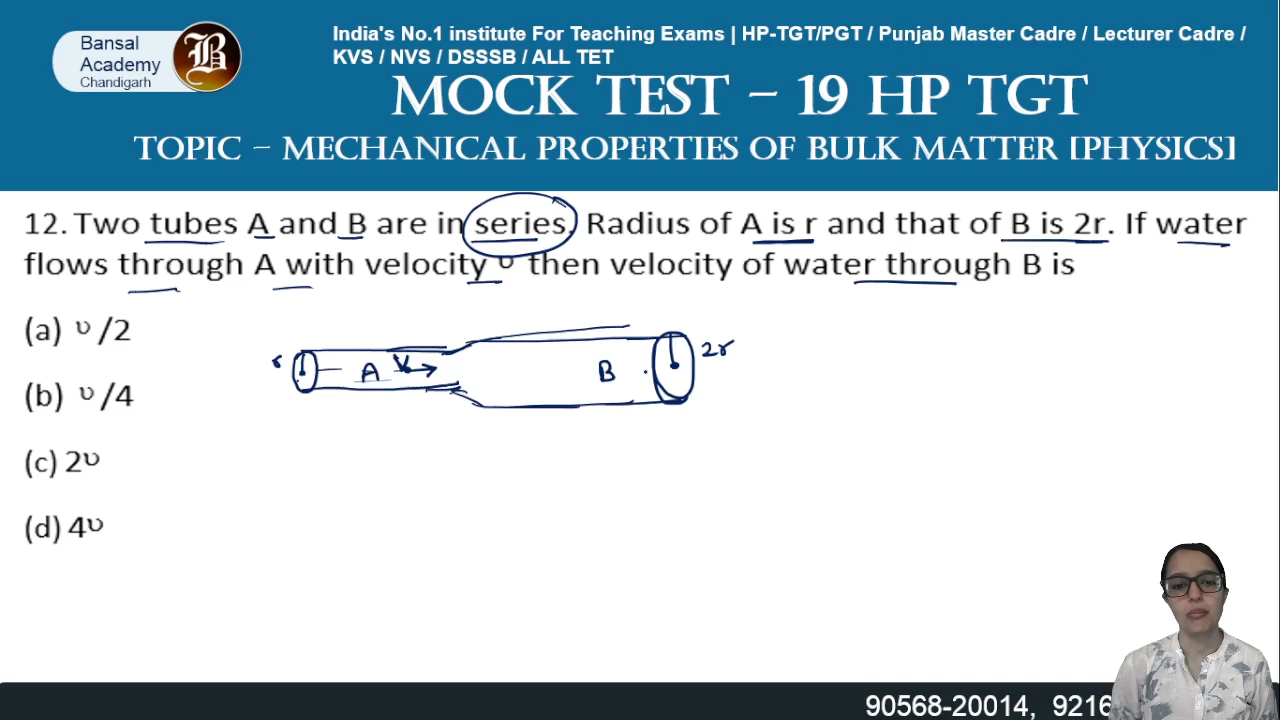 Bansal
Academy
Chandigarh
B
India's No.1 institute For Teaching Exams | HP-TGT/PGT / Punjab Master Cadre / Lecturer Cadre /
KVS / NVS / DSSSB / ALL TET
MOCK TEST – 19 HP TGT
TOPIC – MECHANICAL PROPERTIES OF BULK MATTER [PHYSICS]
12. Two tubes A and B are in series. Radius of A is r and that of B is 2r. If water
flows through A with velocity υ then velocity of water through B is
(a) υ/2
(b) υ/4
(c) 2υ
(d) 4υ
r
A
V
B
2r
90568-20014, 9216